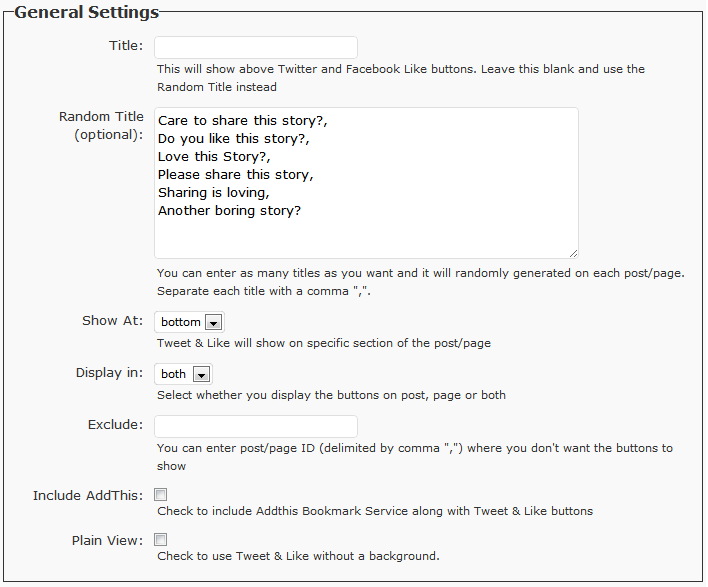 General Settings
Title:
This will show above Twitter and Facebook Like buttons. Leave this blank and use the
Random Title instead
Random Title
(optional):
Care to share this story?,
Do you like this story?,
Love this Story?,
Please share this story,
Sharing is loving,
Another boring story?
You can enter as many titles as you want and it will randomly generated on each post/page.
Separate each title with a comma ",".
Show At:
bottom
Tweet & Like will show on specific section of the post/page
Display in:
both
Select whether you display the buttons on post, page or both
Exclude:
You can enter post/page ID (delimited by comma ",") where you don't want the buttons to
show
Include AddThis:
Check to include Addthis Bookmark Service along with Tweet & Like buttons
Plain View:
Check to use Tweet & Like without a background.